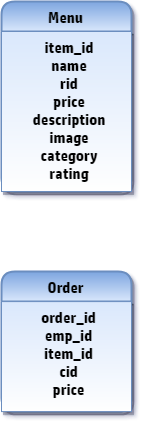 Menu
item_id
name
rid
price
description
image
category
rating
Order
order_id
emp_id
item_id
cid
price